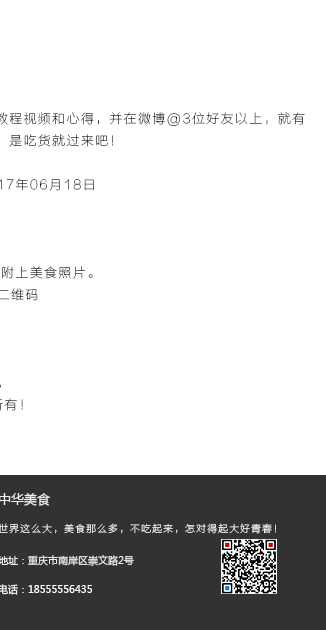 教程视频和心得，并在微博@3位好友以上，就有
是吃货就过来吧！
17年06月18日
附上美食照片。
二维码
。
所有！
中华美食
世界这么大，美食那么多，不吃起来，怎对得起大好青春！
地址：重庆市南岸区崇文路2号
电话：18555556435